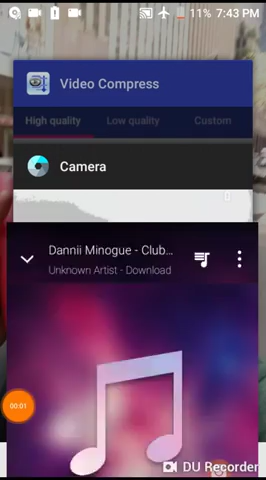 11% 7:43 PM
Video Compress
High quality Low quality Custom
Camera
Dannii Minogue - Club...
Unknown Artist - Download
00:01
DU Recorder